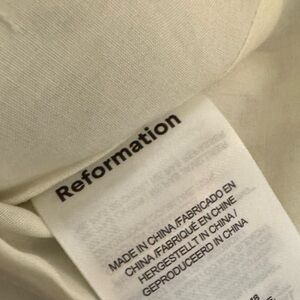 Reformation
MADE IN CHINA/FABRICADO EN
CHINA/FABRIQUÉ EN CHINE
HERGESTELLT IN CHINA/
GEPRODUCEERD IN CHINA